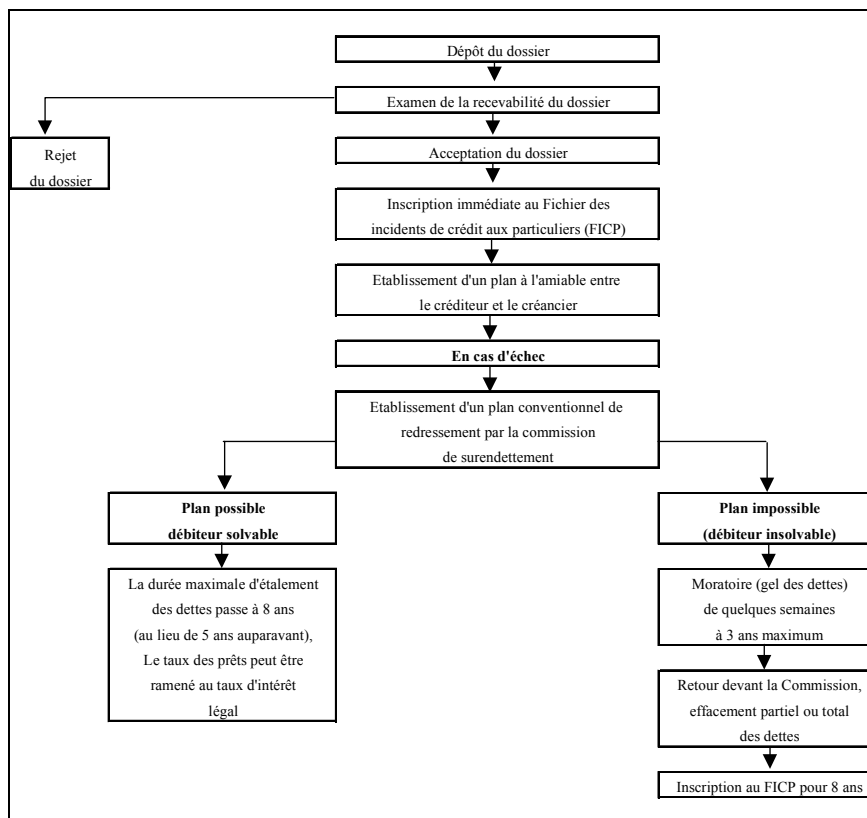 Dépôt du dossier
Examen de la recevabilité du dossier
Rejet
du dossier
Acceptation du dossier
Inscription immédiate au Fichier des
incidents de crédit aux particuliers (FICP)
Etablissement d'un plan à l'amiable entre
le créditeur et le créancier
En cas d'échec
Etablissement d'un plan conventionnel de
redressement par la commission
de surendettement
Plan possible
débiteur solvable
La durée maximale d'étalement
des dettes passe à 8 ans
(au lieu de 5 ans auparavant),
Le taux des prêts peut être
ramené au taux d'intérêt
légal
Plan impossible
(débiteur insolvable)
Moratoire (gel des dettes)
de quelques semaines
à 3 ans maximum
Retour devant la Commission,
effacement partiel ou total
des dettes
Inscription au FICP pour 8 ans